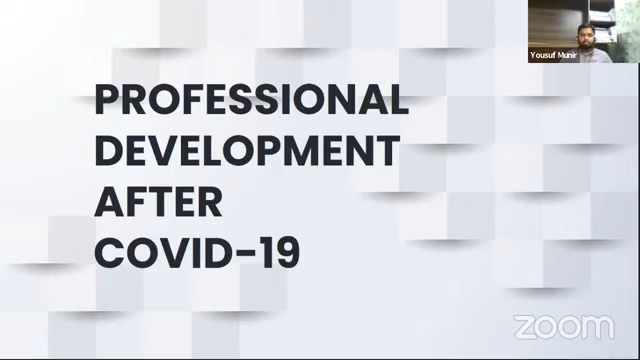 Yousuf Munir
PROFESSIONAL
DEVELOPMENT
AFTER
COVID-19
zoom